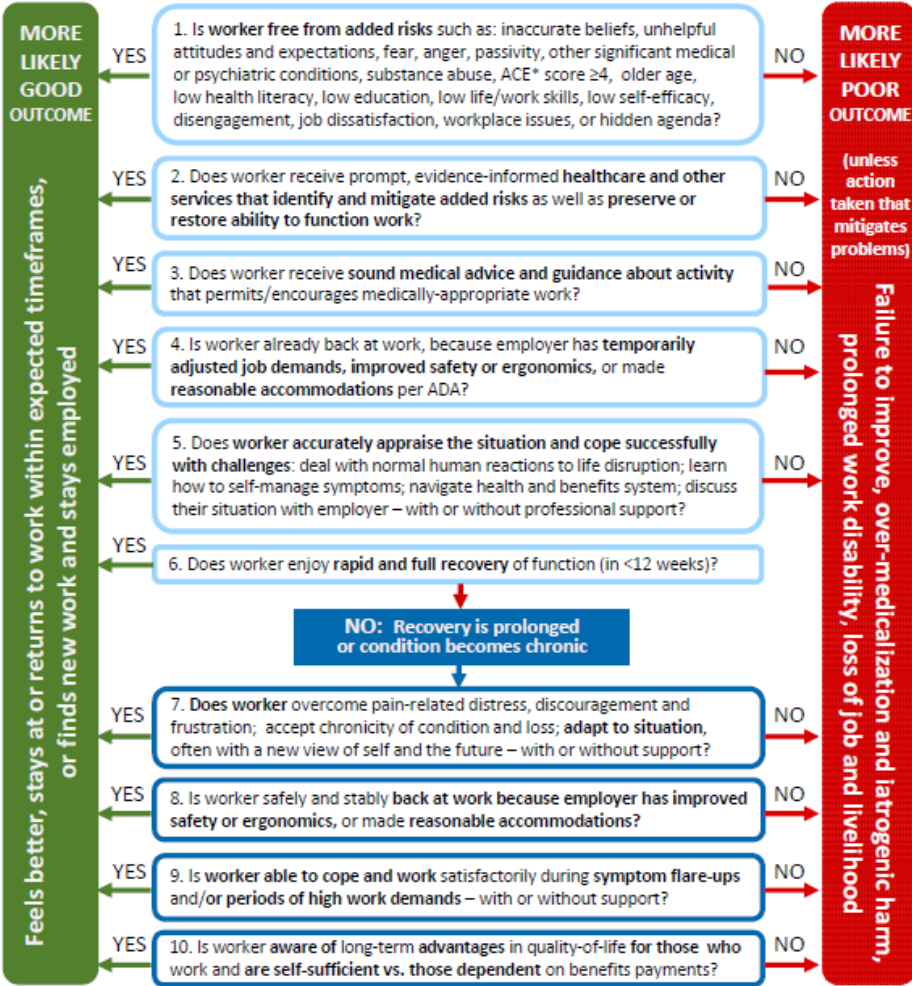 MORE
LIKELY
GOOD
OUTCOME
Feels better, stays at or returns to work within expected timeframes,
or finds new work and stays employed
YES
1. Is worker free from added risks such as: inaccurate beliefs, unhelpful
attitudes and expectations, fear, anger, passivity, other significant medical
or psychiatric conditions, substance abuse, ACE* score ≥4, older age,
low health literacy, low education, low life/work skills, low self-efficacy,
disengagement, job dissatisfaction, workplace issues, or hidden agenda?
NO
YES
2. Does worker receive prompt, evidence-informed healthcare and other
services that identify and mitigate added risks as well as preserve or
restore ability to function work?
NO
YES
3. Does worker receive sound medical advice and guidance about activity
that permits/encourages medically-appropriate work?
NO
YES
4. Is worker already back at work, because employer has temporarily
adjusted job demands, improved safety or ergonomics, or made
reasonable accommodations per ADA?
NO
YES
5. Does worker accurately appraise the situation and cope successfully
with challenges: deal with normal human reactions to life disruption; learn
how to self-manage symptoms; navigate health and benefits system; discuss
their situation with employer – with or without professional support?
NO
YES
6. Does worker enjoy rapid and full recovery of function (in <12 weeks)?
NO: Recovery is prolonged
or condition becomes chronic
YES
7. Does worker overcome pain-related distress, discouragement and
frustration; accept chronicity of condition and loss; adapt to situation,
often with a new view of self and the future – with or without support?
NO
YES
8. Is worker safely and stably back at work because employer has improved
safety or ergonomics, or made reasonable accommodations?
NO
YES
9. Is worker able to cope and work satisfactorily during symptom flare-ups
and/or periods of high work demands – with or without support?
NO
YES
10. Is worker aware of long-term advantages in quality-of-life for those who
work and are self-sufficient vs. those dependent on benefits payments?
NO
MORE
LIKELY
POOR
OUTCOME
(unless
action
taken that
mitigates
problems)
Failure to improve, over-medicalization and iatrogenic harm,
prolonged work disability, loss of job and livelihood